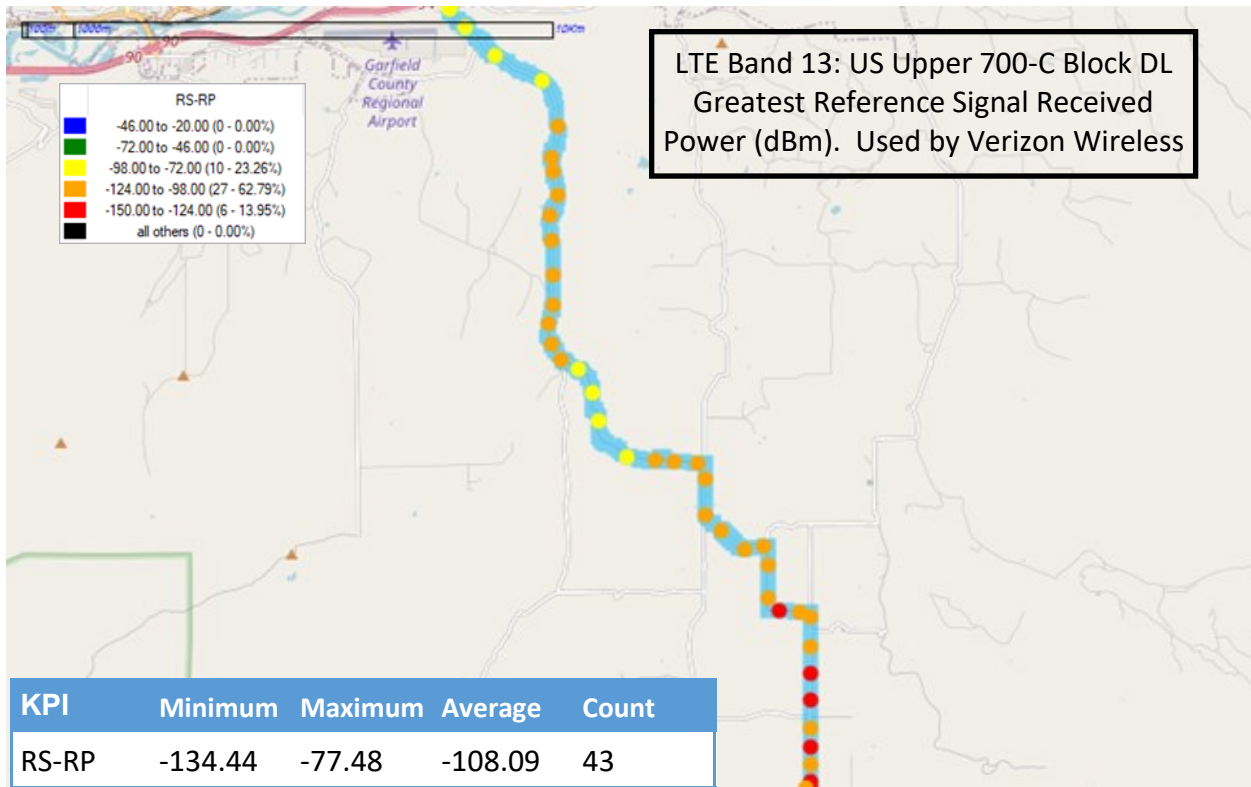 100m 1000m 10Km
90
90
90
Garfield
County
Regional
Airport
LTE Band 13: US Upper 700-C Block DL
Greatest Reference Signal Received
Power (dBm).  Used by Verizon Wireless
RS-RP
-46.00 to -20.00 (0 - 0.00%)
-72.00 to -46.00 (0 - 0.00%)
-98.00 to -72.00 (10 - 23.26%)
-124.00 to -98.00 (27 - 62.79%)
-150.00 to -124.00 (6 - 13.95%)
all others (0 - 0.00%)
KPI Minimum Maximum Average Count
RS-RP -134.44 -77.48 -108.09 43